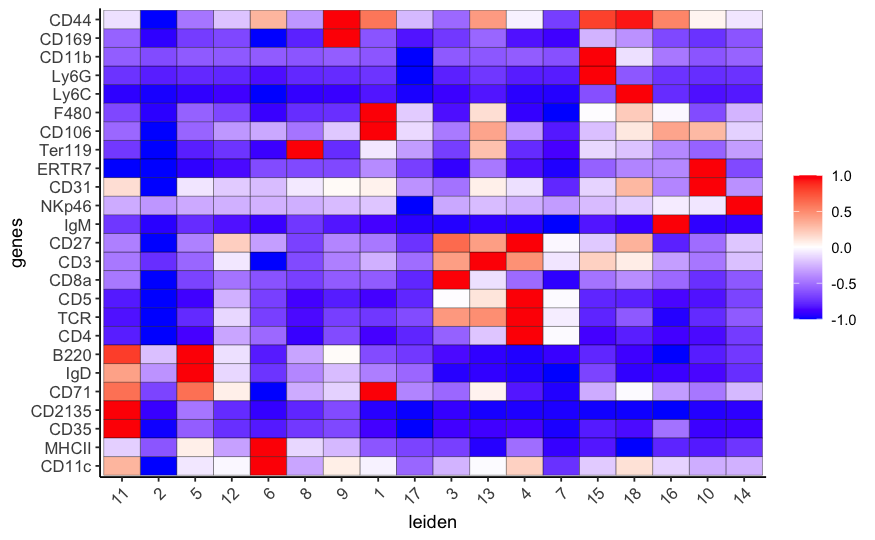 genes
CD44
CD169
CD11b
Ly6G
Ly6C
F480
CD106
Ter119
ERTR7
CD31
NKp46
IgM
CD27
CD3
CD8a
CD5
TCR
CD4
B220
IgD
CD71
CD2135
CD35
MHCII
CD11c
11 2 5 12 6 8 9 1 17 3 13 4 7 15 18 16 10 14
leiden
1.0
0.5
0.0
-0.5
-1.0